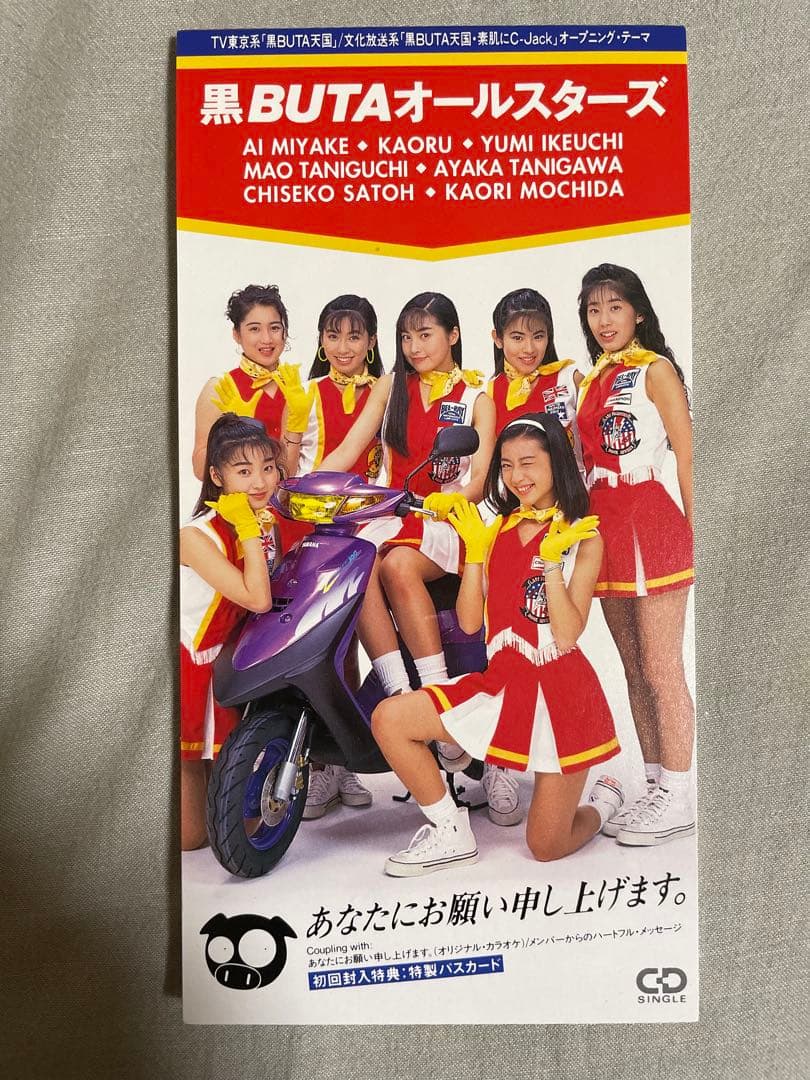 TV東京系「黒BUTA天国」/文化放送系「黒BUTA天国・素肌にC-Jack」オープニング・テーマ
黒BUTAオールスターズ
AI MIYAKE ◆ KAORU ◆ YUMI IKEUCHI
MAO TANIGUCHI ◆ AYAKA TANIGAWA
CHISEKO SATOH ◆ KAORI MOCHIDA
YAMAHA
あなたにお願い申し上げます。
Coupling with:
あなたにお願い申し上げます。(オリジナル・カラオケ)/メンバーからのハートフル・メッセージ
初回封入特典:特製パスカード
CD
SINGLE